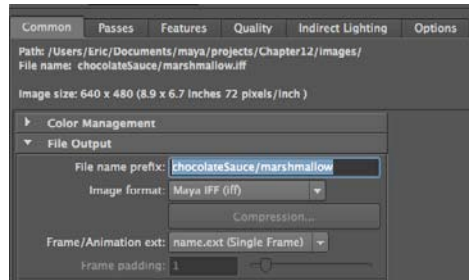 Common Passes Features Quality Indirect Lighting Options
Path: /Users/Eric/Documents/maya/projects/Chapter12/images/
File name: chocolateSauce/marshmallow.iff
Image size: 640 x 480 (8.9 x 6.7 inches 72 pixels/inch )
Color Management
File Output
File name prefix: chocolateSauce/marshmallow
Image format: Maya IFF (iff)
Compression...
Frame/Animation ext: name.ext (Single Frame)
Frame padding: 1